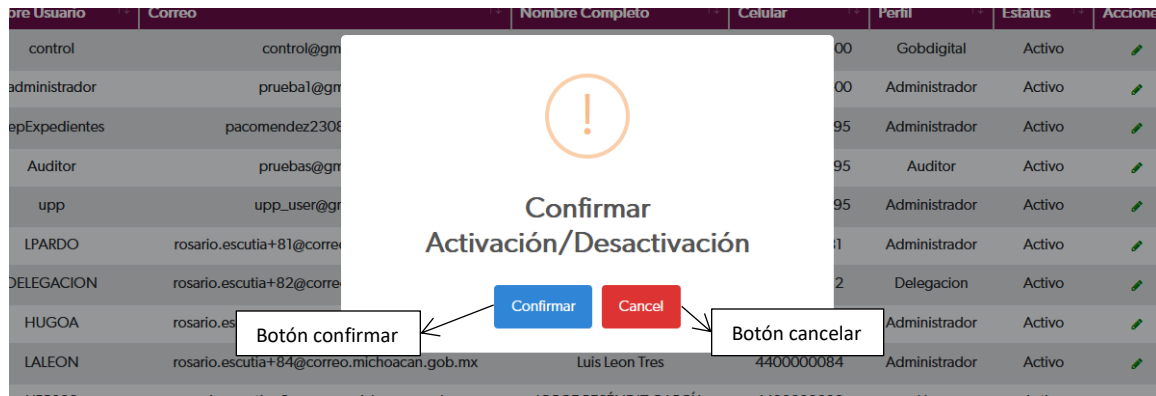 bre Usuario Correo Nombre Completo Celular Perfil Estatus Accione
control control@gm 00 Gobdigital Activo
administrador prueba1@gm 00 Administrador Activo
epExpedientes pacomendez2308 95 Administrador Activo
Auditor pruebas@gm 95 Auditor Activo
upp upp_user@gr 95 Administrador Activo
LPARDO rosario.escutia+81@corre 31 Administrador Activo
DELEGACION rosario.escutia+82@corre 2 Delegacion Activo
HUGOA rosario.es Administrador Activo
LALEON rosario.escutia+84@correo.michoacan.gob.mx Luis Leon Tres 4400000084 Administrador Activo
!
Confirmar
Activación/Desactivación
Confirmar Cancel
Botón confirmar Botón cancelar